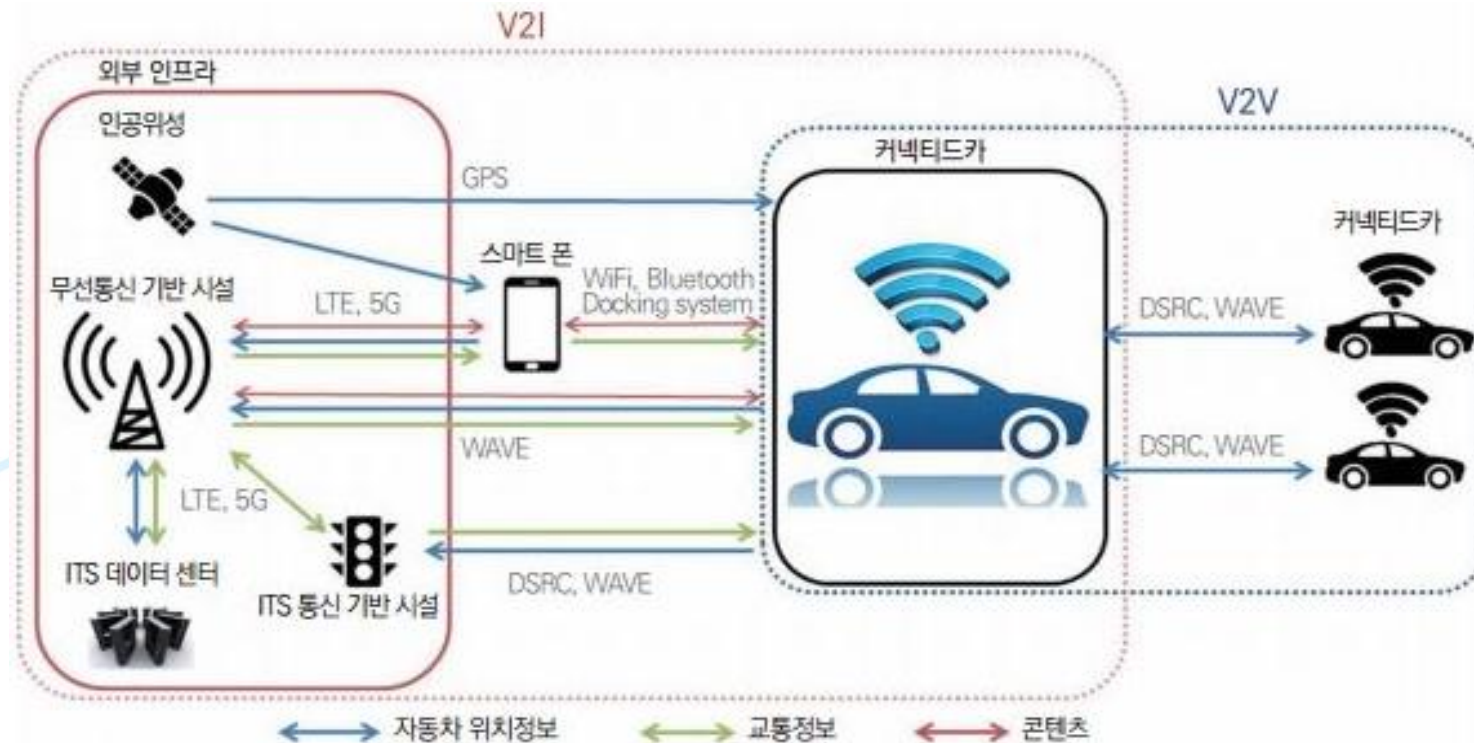 V2I
외부 인프라
V2V
인공위성
커넥티드카
GPS
커넥티드카
스마트 폰
WiFi, Bluetooth
Docking system
무선통신 기반 시설
LTE, 5G
DSRC, WAVE
WAVE
DSRC, WAVE
LTE, 5G
ITS 데이터 센터
DSRC, WAVE
ITS 통신 기반 시설
자동차 위치정보
교통정보
콘텐츠